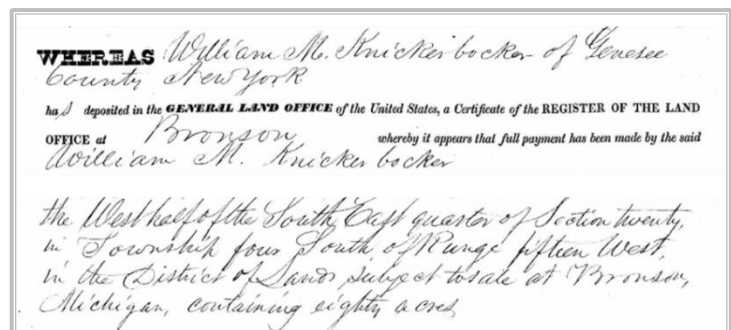 WHEREAS William M. Knickerbocker of Genesee
County New York
has deposited in the GENERAL LAND OFFICE of the United States, a Certificate of the REGISTER OF THE LAND
OFFICE at Bronson whereby it appears that full payment has been made by the said
William M. Knickerbocker
the West half of the South East quarter of Section twenty,
in Township four South of Range fifteen West,
in the District of Lands subject to sale at Bronson,
Michigan, containing eighty acres,